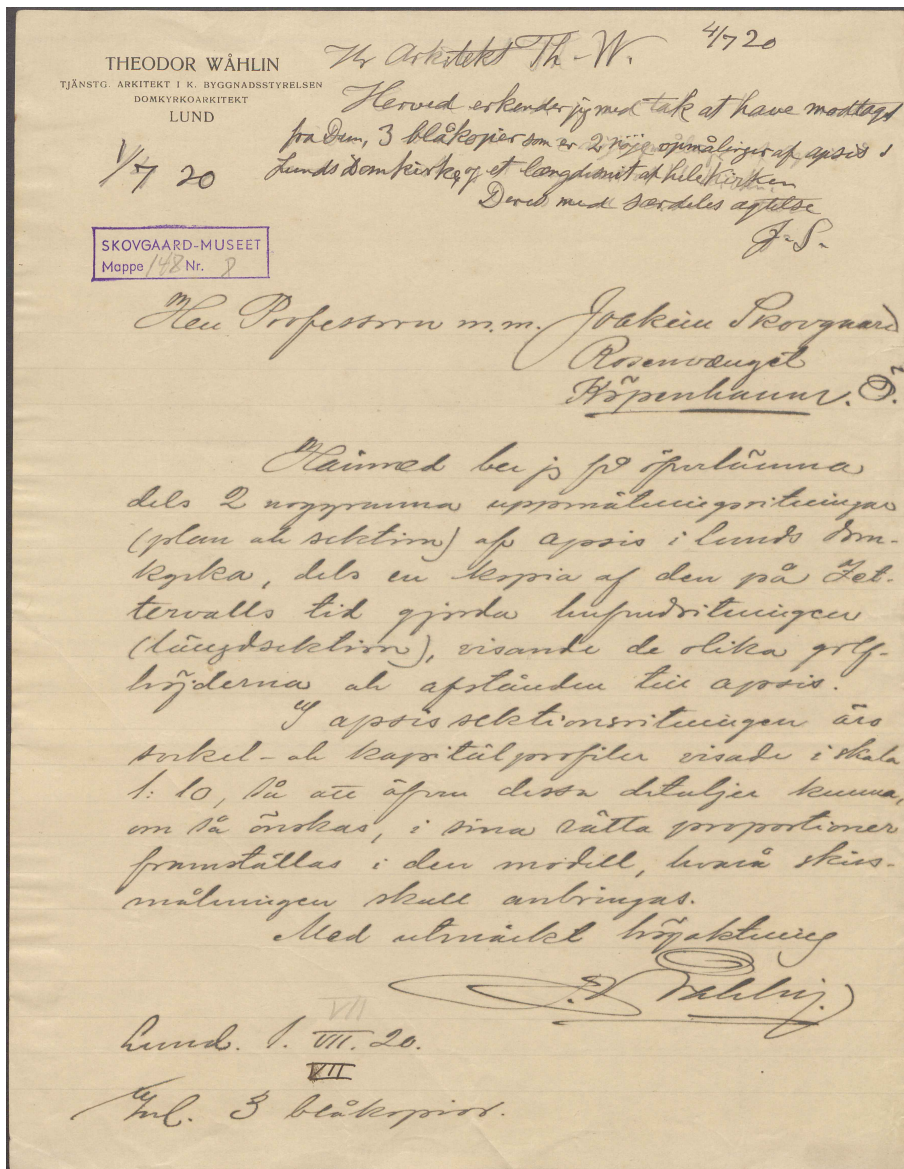 THEODOR WÅHLIN
TJÄNSTG. ARKITEKT I K. BYGGNADSSTYRELSEN
DOMKYRKOARKITEKT
LUND
1/7 20
4/7 20
Hr Arkitekt Th. W.
Herved erkender jeg med tak at have modtaget
fra Dem, 3 blåkopier som er 2 nöje opmålinger af apsis i
Lunds Domkirke og et længdesnit af hele kirken
Deres med særdeles agtelse
J. S.
SKOVGAARD-MUSEET
Mappe 148 Nr. 8
Herr Professorn m.m. Joakim Skovgaard
Rosenvænget
Köpenhamn. Ö.
Härmed ber jag få öfverlämna
dels 2 noggranna uppmätningsritningar
(plan och sektion) af apsis i Lunds dom-
kyrka, dels en kopia af den på Zet-
tervalls tid gjorda hufvudritningen
(längdsektion), visande de olika golf-
höjderna och afstånden till apsis.
I apsissektionsritningen äro
sockel- och kapitälprofiler visade i skala
1:10, så att äfven dessa detaljer kunna,
om så önskas, i sina rätta proportioner
framställas i den modell, hvarå skiss-
målningen skall anbringas.
Med utmärkt högaktning
Th. Wåhlin.
VII
Lund. 1. VII. 20.
VII
Inl. 3 blåkopior.